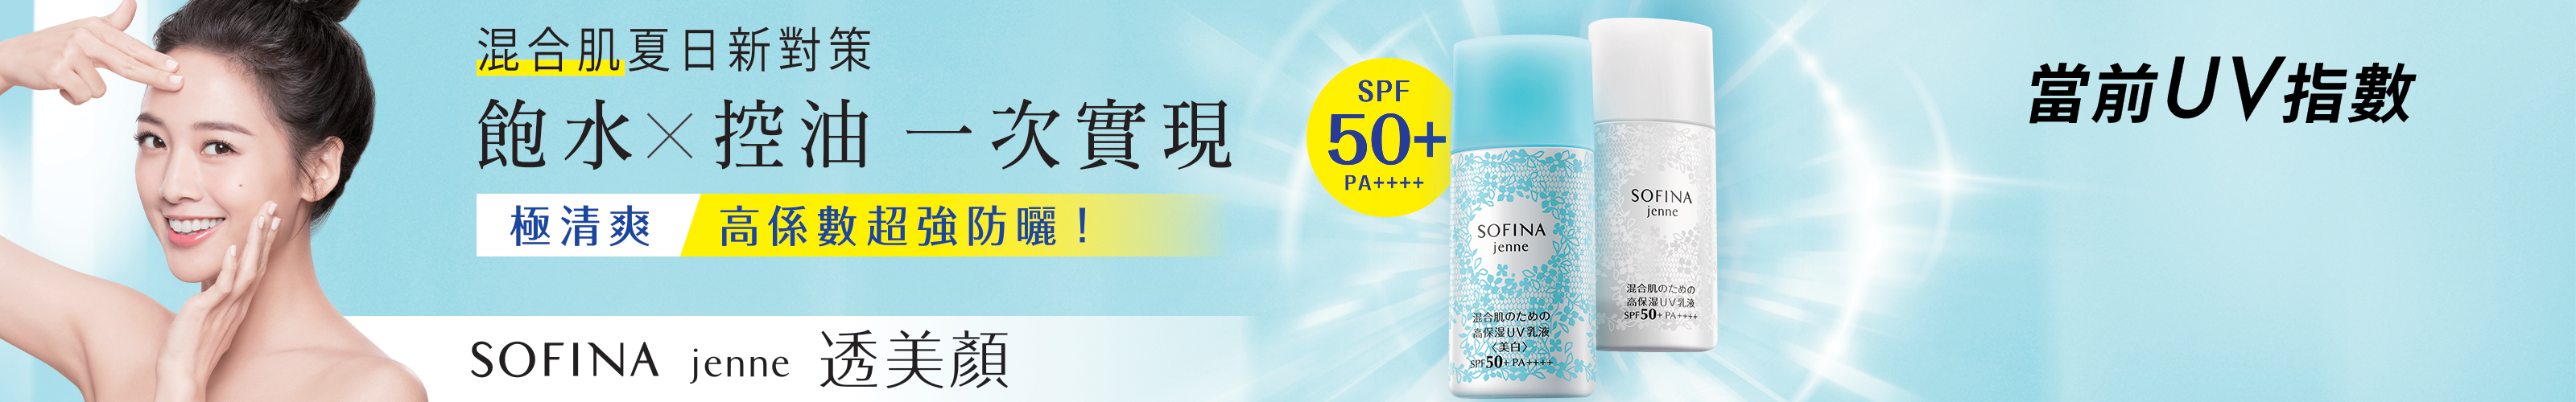 混合肌夏日新對策
飽水×控油 一次實現
極清爽 高係數超強防曬！
SOFINA jenne 透美顏
SPF
50+
PA++++
SOFINA
jenne
混合肌のための
高保湿UV乳液
〈美白〉
SPF50+ PA++++
SOFINA
jenne
混合肌のための
高保湿UV乳液
SPF50+ PA++++
當前UV指數